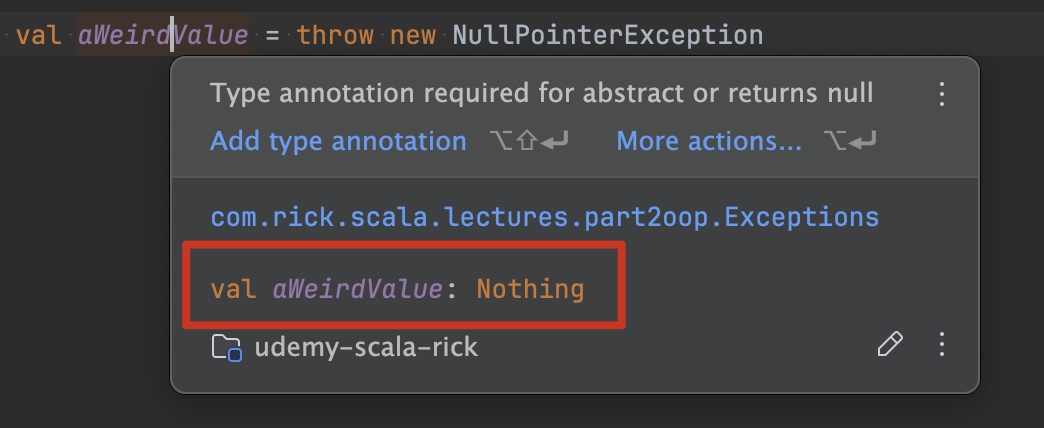 val aWeirdValue = throw new NullPointerException
Type annotation required for abstract or returns null
Add type annotation ⌥⇧↩ More actions... ⌥↩
com.rick.scala.lectures.part2oop.Exceptions
val aWeirdValue: Nothing
udemy-scala-rick